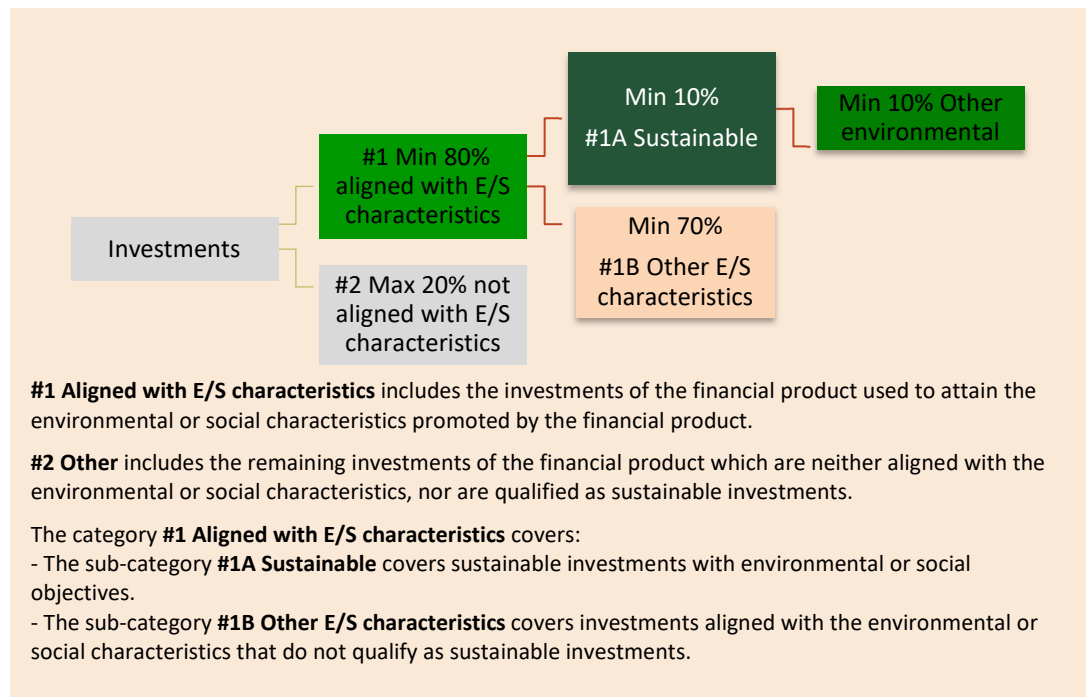 Investments
#1 Min 80%
aligned with E/S
characteristics
#2 Max 20% not
aligned with E/S
characteristics
Min 10%
#1A Sustainable
Min 70%
#1B Other E/S
characteristics
Min 10% Other
environmental
#1 Aligned with E/S characteristics includes the investments of the financial product used to attain the
environmental or social characteristics promoted by the financial product.
#2 Other includes the remaining investments of the financial product which are neither aligned with the
environmental or social characteristics, nor are qualified as sustainable investments.
The category #1 Aligned with E/S characteristics covers:
- The sub-category #1A Sustainable covers sustainable investments with environmental or social
objectives.
- The sub-category #1B Other E/S characteristics covers investments aligned with the environmental or
social characteristics that do not qualify as sustainable investments.